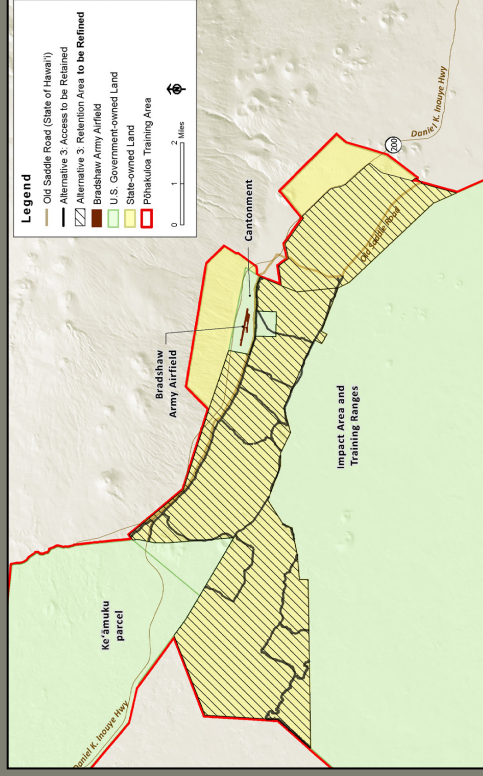 Legend
Old Saddle Road (State of Hawai'i)
Alternative 3: Access to be Retained
Alternative 3: Retention Area to be Refined
Bradshaw Army Airfield
U.S. Government-owned Land
State-owned Land
Pōhakuloa Training Area
0 1 2
Miles
N
Daniel K. Inouye Hwy
200
Old Saddle Road
Cantonment
Bradshaw
Army Airfield
Impact Area and
Training Ranges
Ke'āmuku
parcel
Daniel K. Inouye Hwy